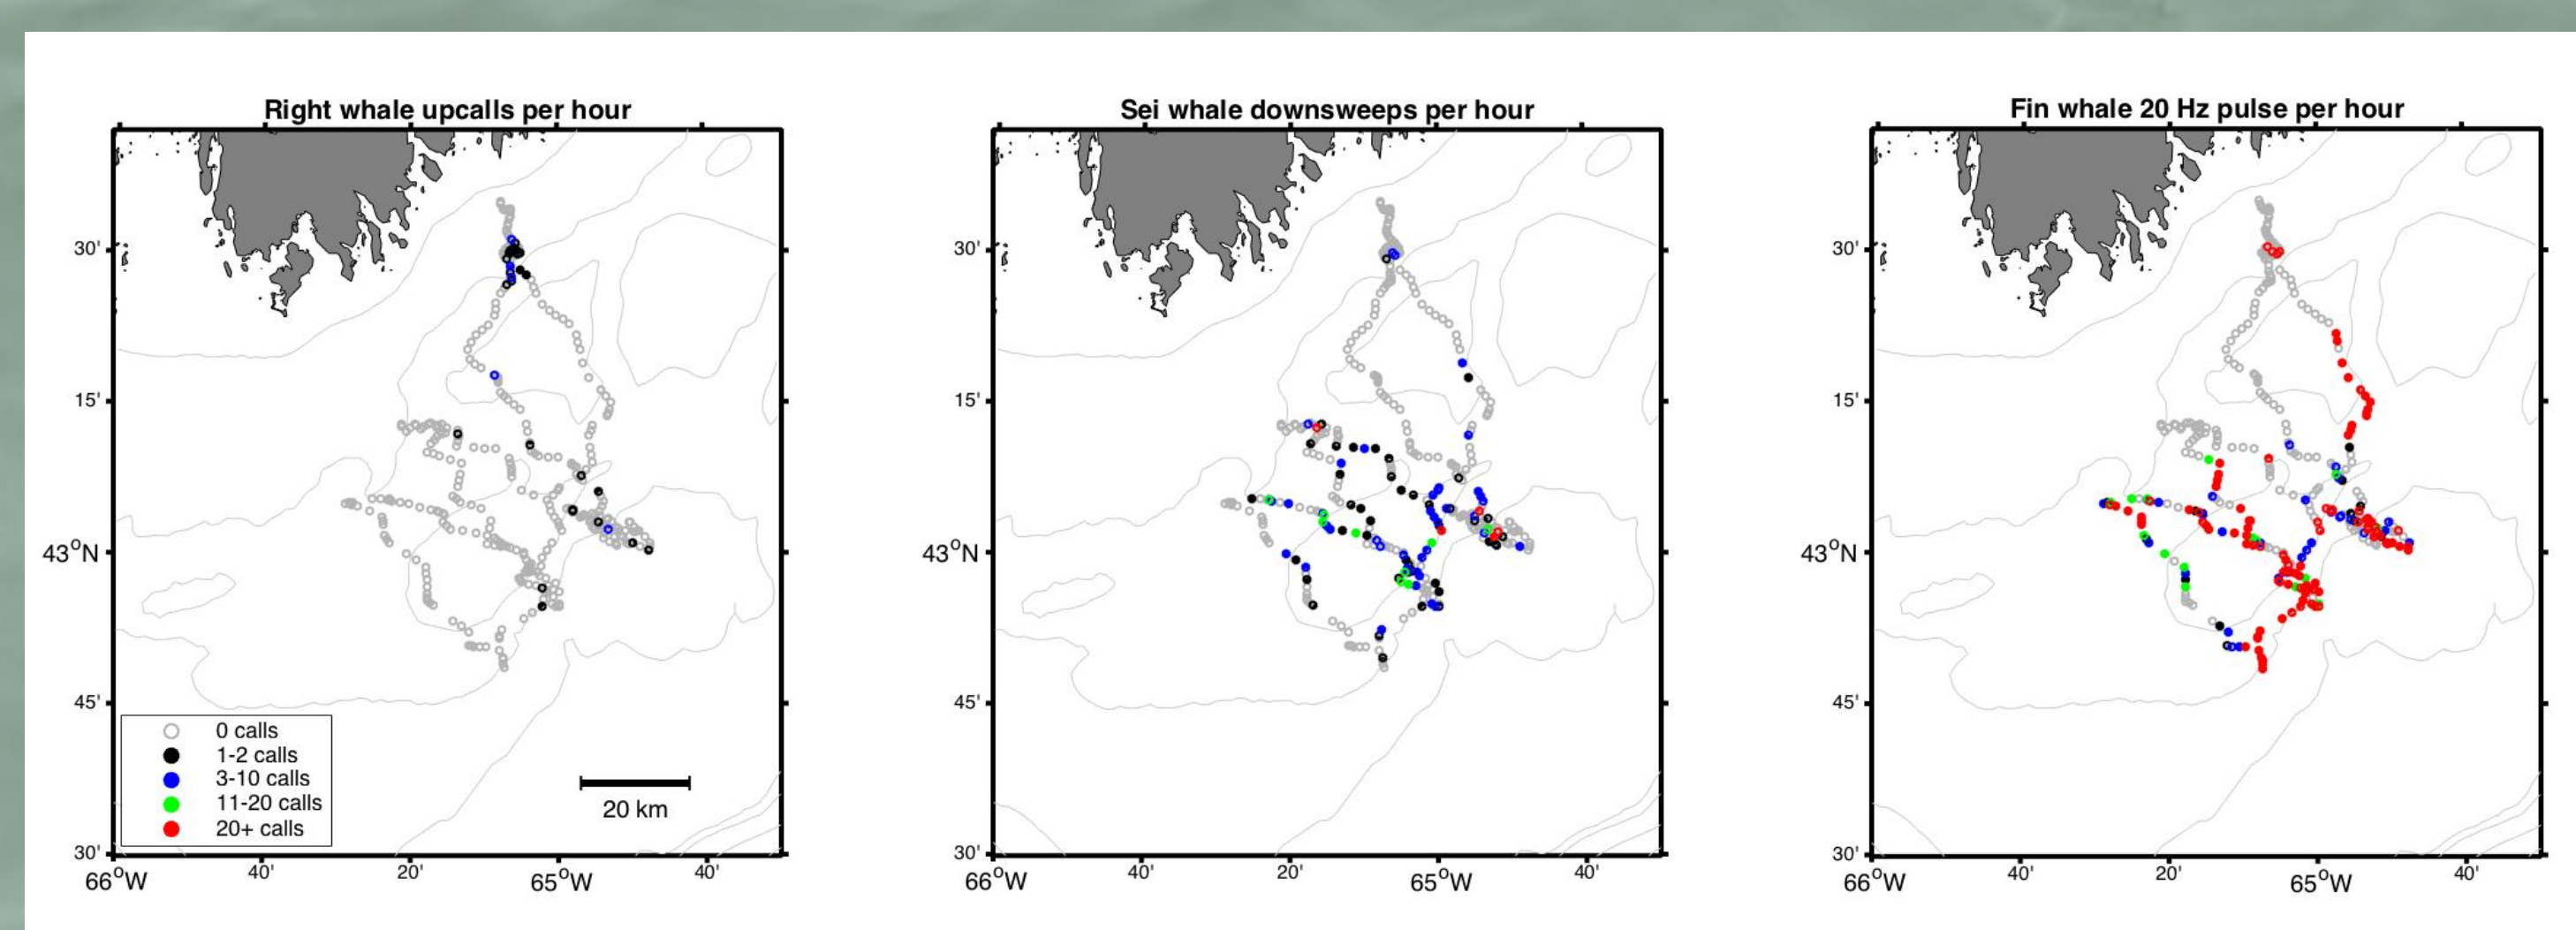 Right whale upcalls per hour
30'
15'
43°N
45'
30'
0 calls
1-2 calls
3-10 calls
11-20 calls
20+ calls
20 km
66°W
40'
20'
65°W
40'
Sei whale downsweeps per hour
30'
15'
43°N
45'
30'
66°W
40'
20'
65°W
40'
Fin whale 20 Hz pulse per hour
30'
15'
43°N
45'
30'
66°W
40'
20'
65°W
40'